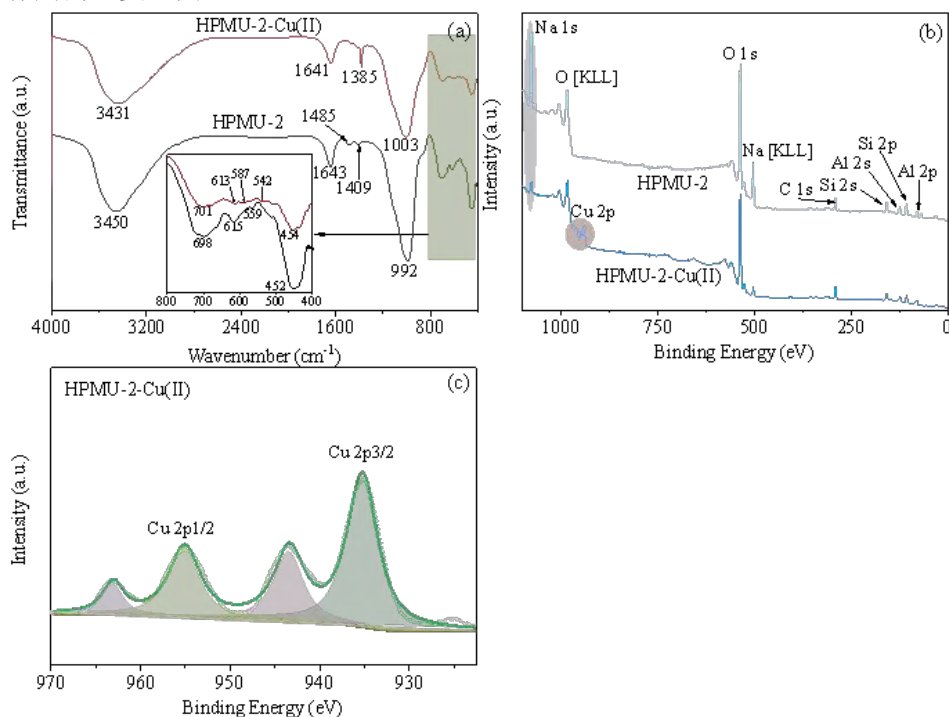 HPMU-2-Cu(II)
(a)
1641
1385
3431
HPMU-2
1485
1003
1643
1409
3450
992
613
587
542
701
698
615
559
454
452
800 700 600 500 400
4000 3200 2400 1600 800
Wavenumber (cm-1)
Transmittance (a.u.)
Na 1s
(b)
O 1s
O [KLL]
Na [KLL]
Si 2p
Al 2s
Si 2s
Al 2p
C 1s
HPMU-2
Cu 2p
HPMU-2-Cu(II)
1000 750 500 250 0
Binding Energy (eV)
Intensity (a.u.)
HPMU-2-Cu(II)
(c)
Cu 2p3/2
Cu 2p1/2
970 960 950 940 930
Binding Energy (eV)
Intensity (a.u.)